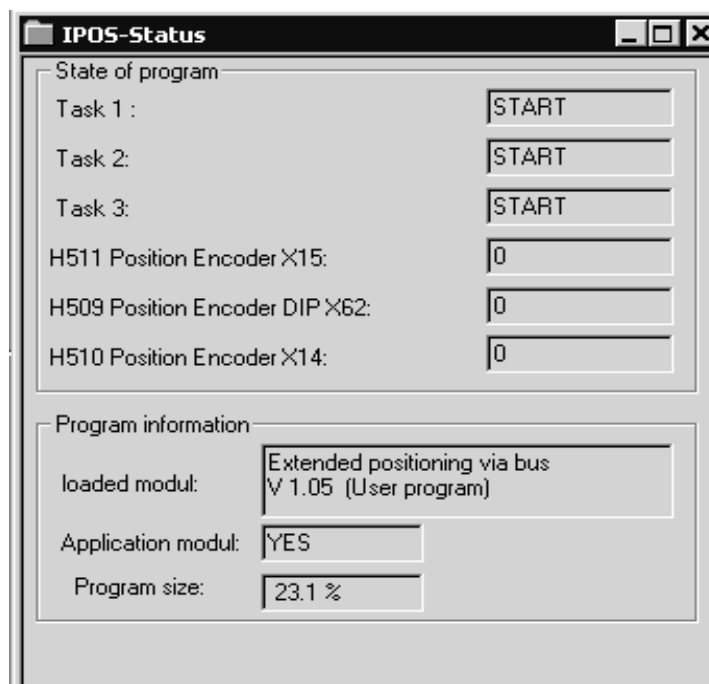 IPOS-Status
State of program
Task 1 : START
Task 2: START
Task 3: START
H511 Position Encoder X15: 0
H509 Position Encoder DIP X62: 0
H510 Position Encoder X14: 0
Program information
loaded modul: Extended positioning via bus
V 1.05 (User program)
Application modul: YES
Program size: 23.1 %